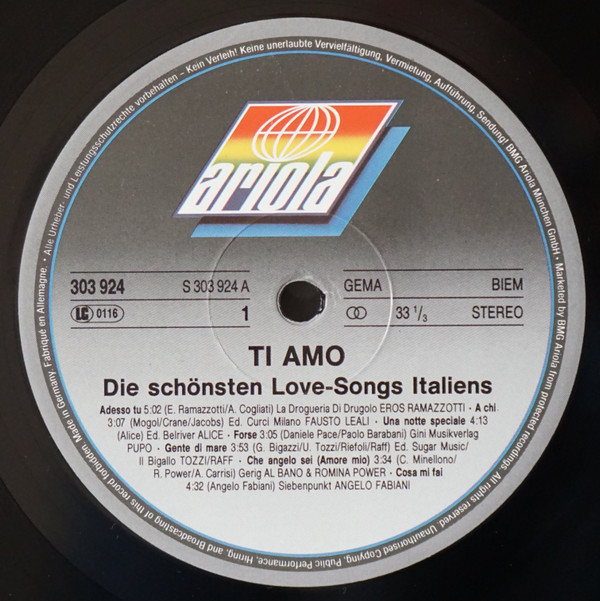 Alle Urheber- und Leistungsschutzrechte vorbehalten – Kein Verleih! Keine unerlaubte Vervielfältigung, Vermietung, Aufführung, Sendung! BMG Ariola München GmbH • Marketed by BMG Ariola from protected recordings. All rights reserved. Unauthorised Copying, Public Performance, Hiring, and Broadcasting of this record forbidden. Made in Germany. Fabriqué en Allemagne. •
ariola
303 924 S 303 924 A GEMA BIEM
LC 0116 1 33 1/3 STEREO
TI AMO
Die schönsten Love-Songs Italiens
Adesso tu 5:02 (E. Ramazzotti/A. Cogliati) La Drogueria Di Drugolo EROS RAMAZZOTTI • A chi
3:07 (Mogol/Crane/Jacobs) Ed. Curci Milano FAUSTO LEALI • Una notte speciale 4:13
(Alice) Ed. Belriver ALICE • Forse 3:05 (Daniele Pace/Paolo Barabani) Gini Musikverlag
PUPO • Gente di mare 3:53 (G. Bigazzi/U. Tozzi/Riefoli/Raff) Ed. Sugar Music/
Il Bigallo TOZZI/RAFF • Che angelo sei (Amore mio) 3:34 (C. Minellono/
R. Power/A. Carrisi) Gerig AL BANO & ROMINA POWER • Cosa mi fai
4:32 (Angelo Fabiani) Siebenpunkt ANGELO FABIANI